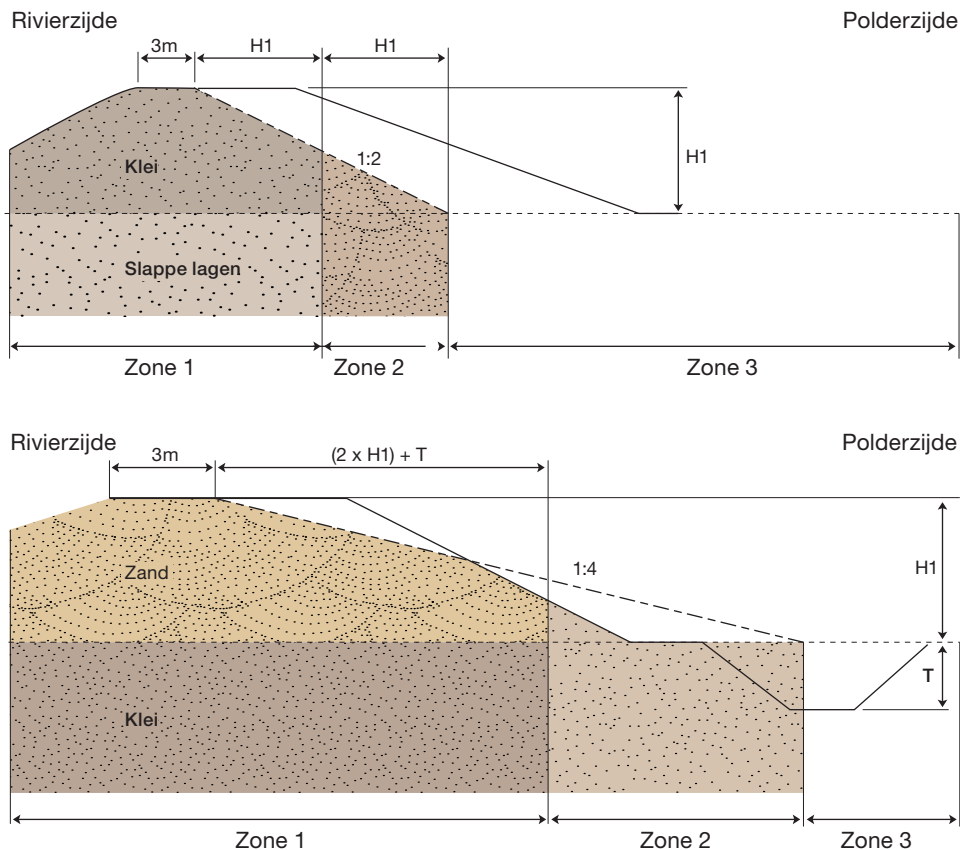 Rivierzijde Polderzijde
3m H1 H1
H1
1:2
Klei
Slappe lagen
Zone 1 Zone 2 Zone 3
Rivierzijde Polderzijde
3m (2 x H1) + T
H1
Zand 1:4
T
Klei
Zone 1 Zone 2 Zone 3